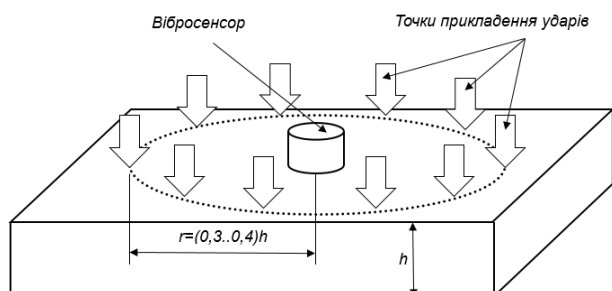 Вібросенсор
Точки прикладення ударів
r=(0,3..0,4)h
h